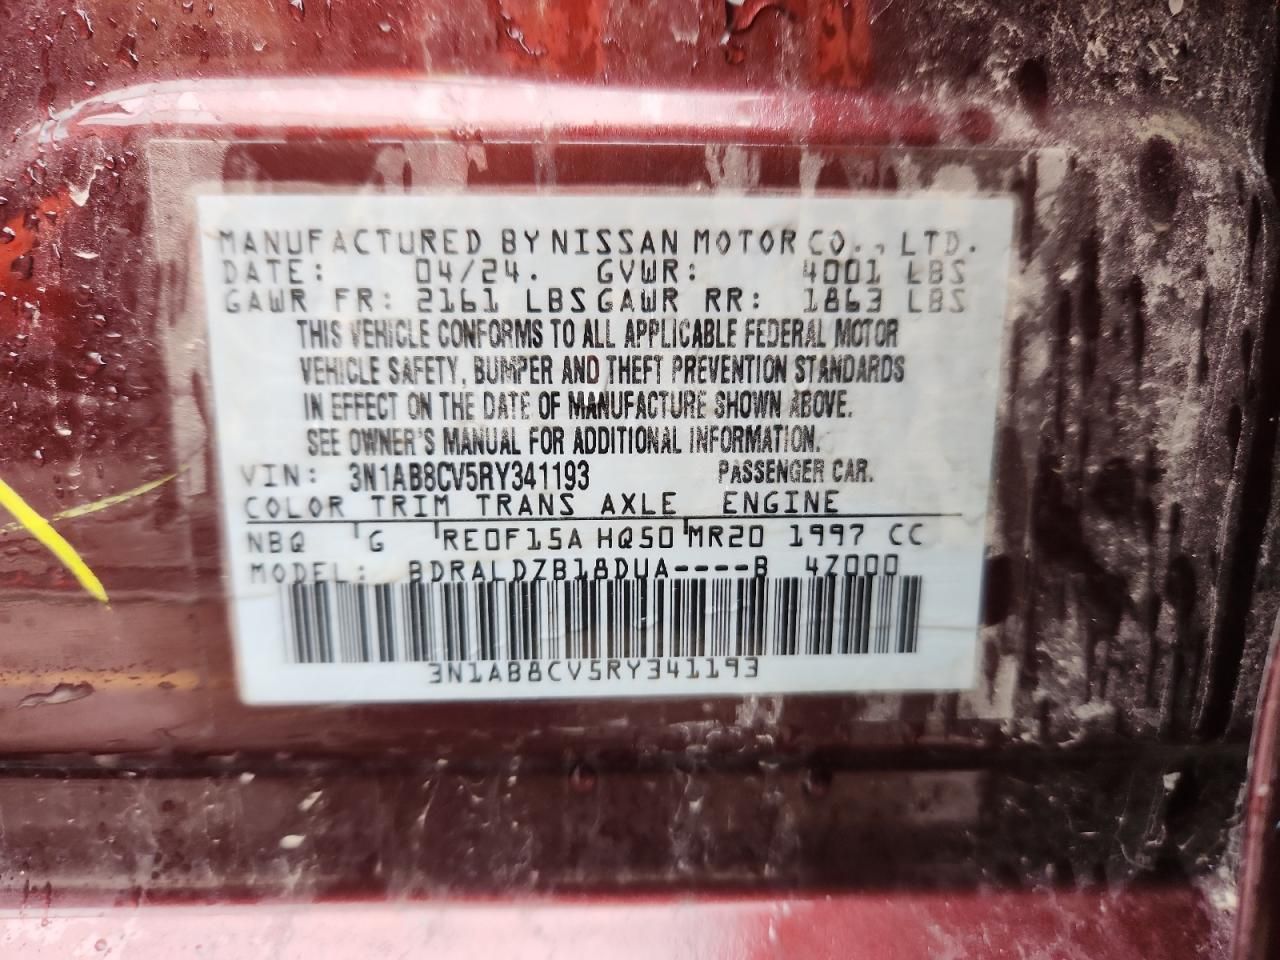 MANUFACTURED BY NISSAN MOTOR CO., LTD.
DATE: 04/24. GVWR: 4001 LBS
GAWR FR: 2161 LBS GAWR RR: 1863 LBS
THIS VEHICLE CONFORMS TO ALL APPLICABLE FEDERAL MOTOR
VEHICLE SAFETY, BUMPER AND THEFT PREVENTION STANDARDS
IN EFFECT ON THE DATE OF MANUFACTURE SHOWN ABOVE.
SEE OWNER'S MANUAL FOR ADDITIONAL INFORMATION.
VIN: 3N1AB8CV5RY341193 PASSENGER CAR.
COLOR TRIM TRANS AXLE ENGINE
NBQ G RE0F15A HQ50 MR20 1997 CC
MODEL: BDRALDZB18DUA----B 4Z000
3N1AB8CV5RY341193